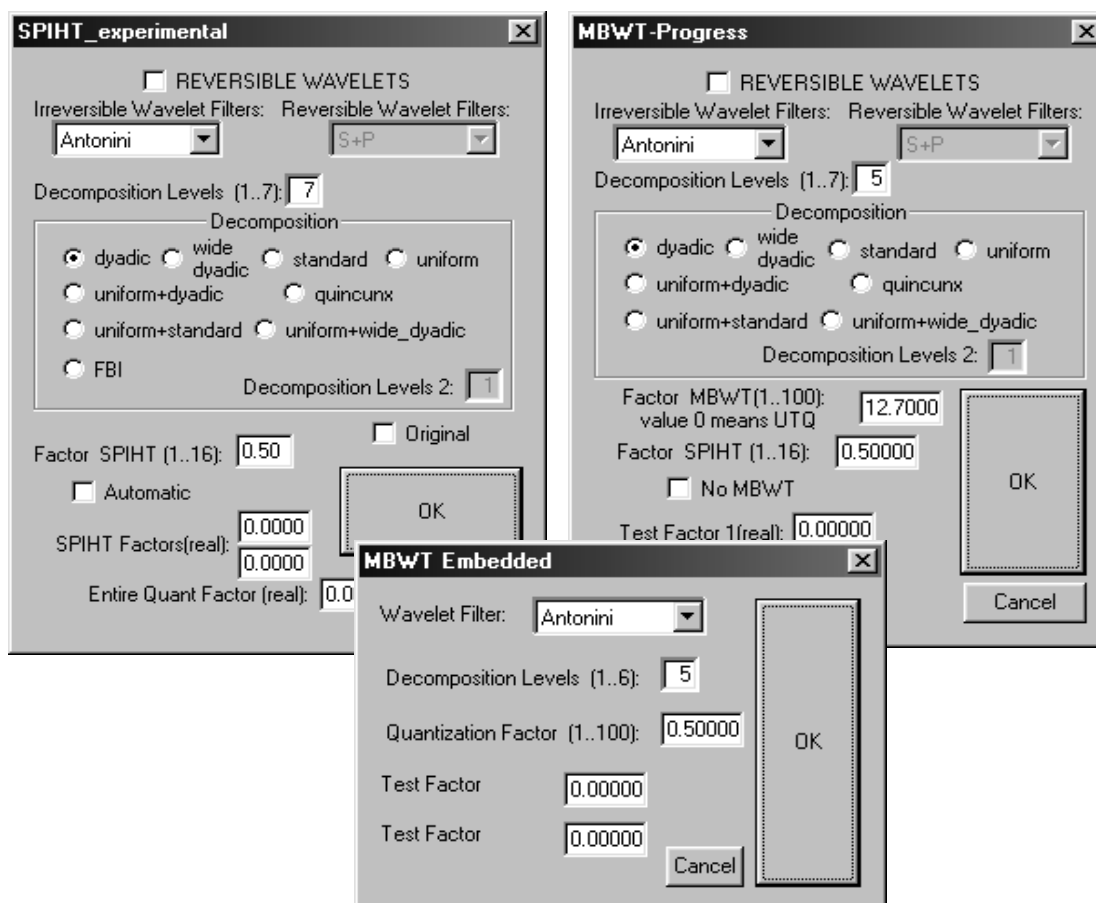 SPIHT_experimental
REVERSIBLE WAVELETS
Irreversible Wavelet Filters: Reversible Wavelet Filters:
Antonini S+P
Decomposition Levels (1..7): 7
Decomposition
dyadic wide dyadic standard uniform
uniform+dyadic quincunx
uniform+standard uniform+wide_dyadic
FBI
Decomposition Levels 2: 1
Original
Factor SPIHT (1..16): 0.50
Automatic
SPIHT Factors(real): 0.0000
0.0000
OK
Entire Quant Factor (real): 0.0
MBWT-Progress
REVERSIBLE WAVELETS
Irreversible Wavelet Filters: Reversible Wavelet Filters:
Antonini S+P
Decomposition Levels (1..7): 5
Decomposition
dyadic wide dyadic standard uniform
uniform+dyadic quincunx
uniform+standard uniform+wide_dyadic
Decomposition Levels 2: 1
Factor MBWT(1..100): 12.7000
value 0 means UTQ
Factor SPIHT (1..16): 0.50000
No MBWT
Test Factor 1(real): 0.00000
OK
Cancel
MBWT Embedded
Wavelet Filter: Antonini
Decomposition Levels (1..6): 5
Quantization Factor (1..100): 0.50000
Test Factor 0.00000
Test Factor 0.00000
OK
Cancel